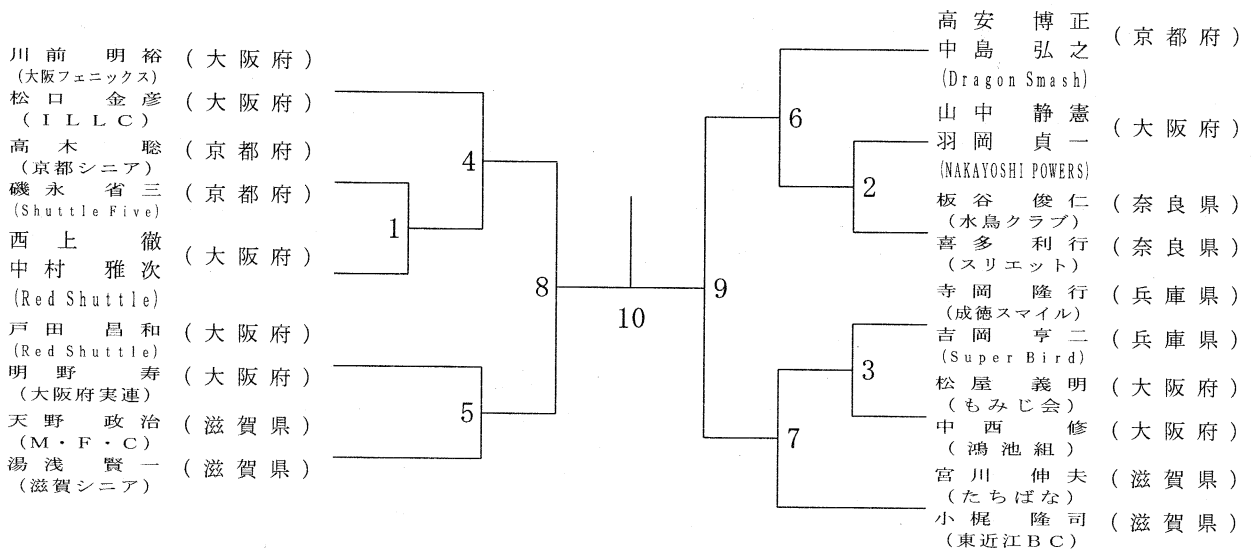 川前 明裕 (大阪府)
(大阪フェニックス)
松口 金彦 (大阪府)
(ILLC)
高木 聡 (京都府)
(京都シニア)
磯永 省三 (京都府)
(Shuttle Five)
西上 徹
中村 雅次 (大阪府)
(Red Shuttle)
戸田 昌和 (大阪府)
(Red Shuttle)
明野 寿 (大阪府)
(大阪府実連)
天野 政治 (滋賀県)
(M・F・C)
湯浅 賢一 (滋賀県)
(滋賀シニア)
4
1
5
8
10
9
6
2
3
7
高安 博正 (京都府)
中島 弘之
(Dragon Smash)
山中 静憲 (大阪府)
羽岡 貞一
(NAKAYOSHI POWERS)
板谷 俊仁 (奈良県)
(水鳥クラブ)
喜多 利行 (奈良県)
(スリエット)
寺岡 隆行 (兵庫県)
(成徳スマイル)
吉岡 亨二 (兵庫県)
(Super Bird)
松屋 義明 (大阪府)
(もみじ会)
中西 修 (大阪府)
(鴻池組)
宮川 伸夫 (滋賀県)
(たちばな)
小梶 隆司 (滋賀県)
(東近江BC)